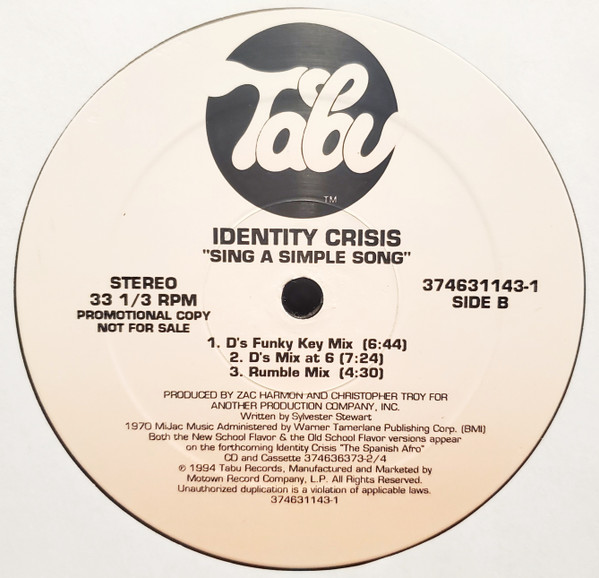 Tabu
TM
IDENTITY CRISIS
"SING A SIMPLE SONG"
STEREO
33 1/3 RPM
PROMOTIONAL COPY
NOT FOR SALE
374631143-1
SIDE B
1. D's Funky Key Mix (6:44)
2. D's Mix at 6 (7:24)
3. Rumble Mix (4:30)
PRODUCED BY ZAC HARMON AND CHRISTOPHER TROY FOR
ANOTHER PRODUCTION COMPANY, INC.
Written by Sylvester Stewart
1970 MiJac Music Administered by Warner Tamerlane Publishing Corp. (BMI)
Both the New School Flavor & the Old School Flavor versions appear
on the forthcoming Identity Crisis "The Spanish Afro"
CD and Cassette 374636373-2/4
℗ 1994 Tabu Records, Manufactured and Marketed by
Motown Record Company, L.P. All Rights Reserved.
Unauthorized duplication is a violation of applicable laws.
374631143-1